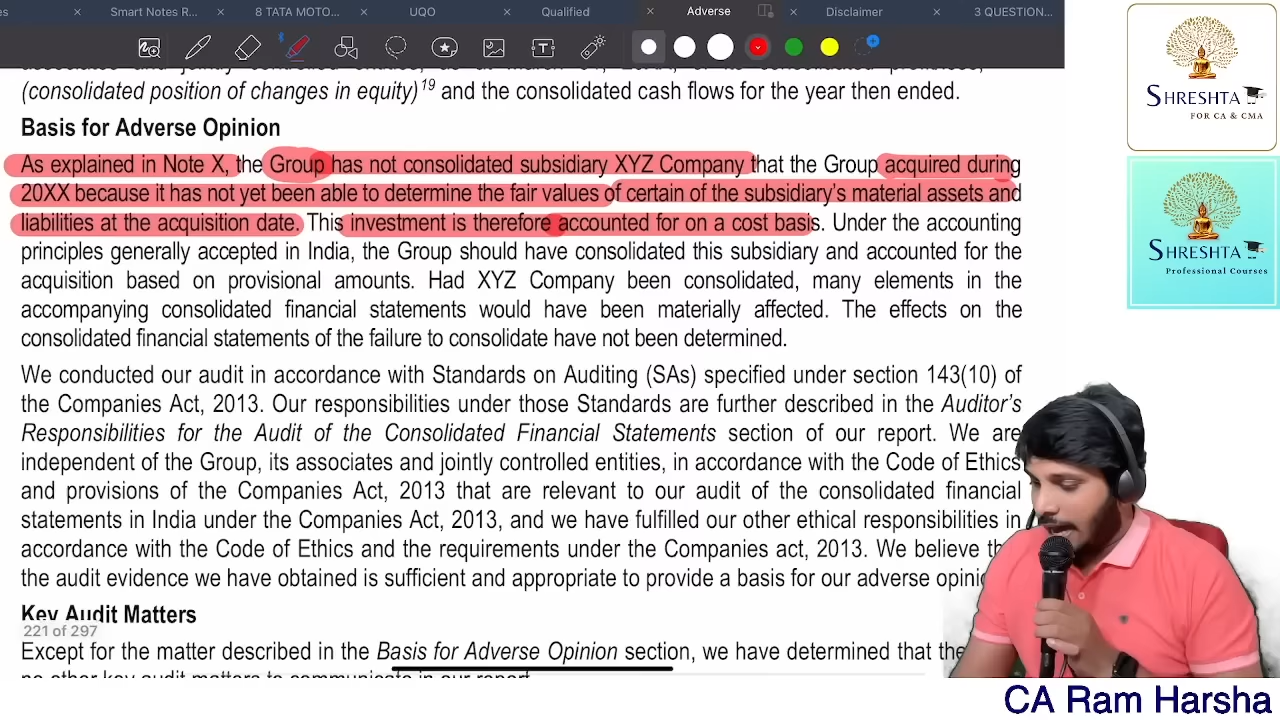 es
Smart Notes R...
8 TATA MOTO...
UQO
Qualified
Adverse
Disclaimer
3 QUESTION...
(consolidated position of changes in equity)19 and the consolidated cash flows for the year then ended.
Basis for Adverse Opinion
As explained in Note X, the Group has not consolidated subsidiary XYZ Company that the Group acquired during
20XX because it has not yet been able to determine the fair values of certain of the subsidiary's material assets and
liabilities at the acquisition date. This investment is therefore accounted for on a cost basis. Under the accounting
principles generally accepted in India, the Group should have consolidated this subsidiary and accounted for the
acquisition based on provisional amounts. Had XYZ Company been consolidated, many elements in the
accompanying consolidated financial statements would have been materially affected. The effects on the
consolidated financial statements of the failure to consolidate have not been determined.
We conducted our audit in accordance with Standards on Auditing (SAs) specified under section 143(10) of
the Companies Act, 2013. Our responsibilities under those Standards are further described in the Auditor's
Responsibilities for the Audit of the Consolidated Financial Statements section of our report. We are
independent of the Group, its associates and jointly controlled entities, in accordance with the Code of Ethics
and provisions of the Companies Act, 2013 that are relevant to our audit of the consolidated financial
statements in India under the Companies Act, 2013, and we have fulfilled our other ethical responsibilities in
accordance with the Code of Ethics and the requirements under the Companies act, 2013. We believe
the audit evidence we have obtained is sufficient and appropriate to provide a basis for our adverse
Key Audit Matters
221 of 297
Except for the matter described in the Basis for Adverse Opinion section, we have determined that
no other key audit matters to communicate in our report.
SHRESHTA
FOR CA & CMA
SHRESHTA
Professional Courses
CA Ram Harsha